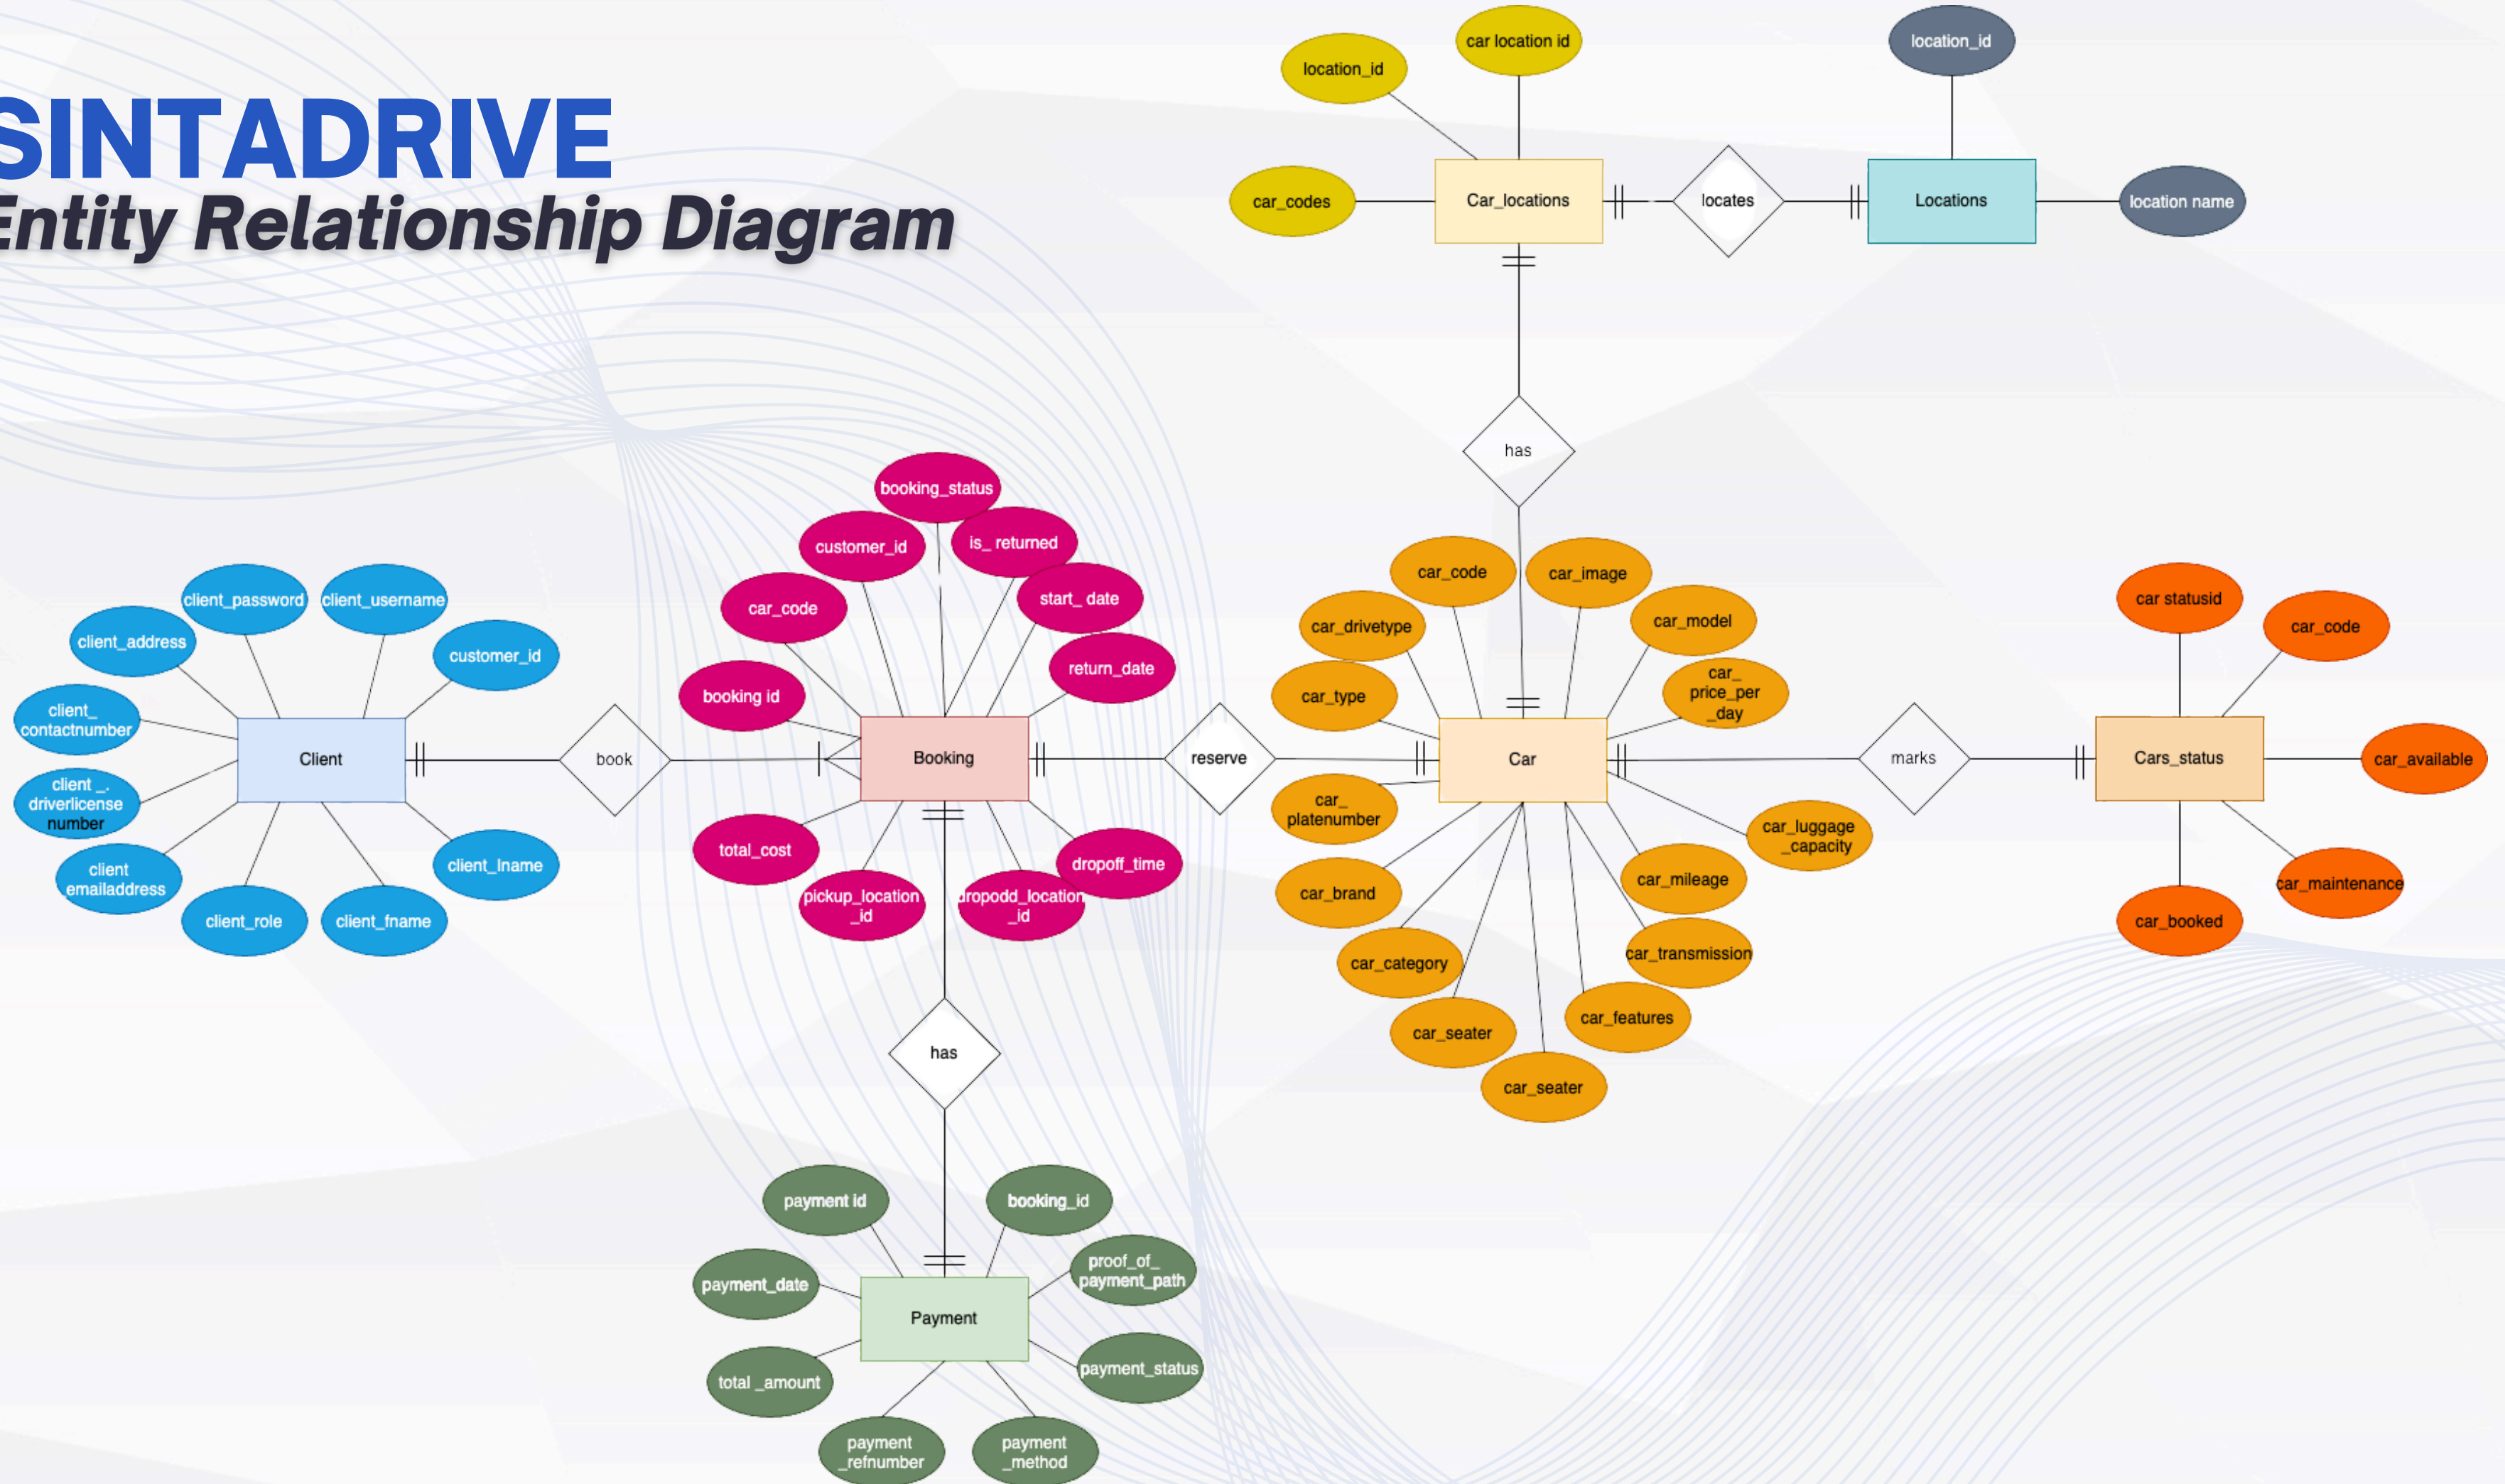 SINTADRIVE
Entity Relationship Diagram
location_id
car location id
car_codes
Car_locations
locates
Locations
location_id
location name
has
client_address
client_password
client_username
customer_id
client_
contactnumber
client _.
driverlicense
number
client
emailaddress
client_role
client_fname
client_lname
Client
book
booking_status
customer_id
is_ returned
car_code
start_ date
booking id
return_date
Booking
total_cost
pickup_location
_id
dropodd_location
_id
dropoff_time
reserve
car_code
car_image
car_drivetype
car_model
car_type
car_
price_per
_day
Car
car_
platenumber
car_luggage
_capacity
car_brand
car_mileage
car_category
car_transmission
car_seater
car_features
car_seater
marks
car statusid
car_code
Cars_status
car_available
car_maintenance
car_booked
has
payment id
booking_id
payment_date
proof_of_
payment_path
Payment
total _amount
payment_status
payment
_refnumber
payment
_method